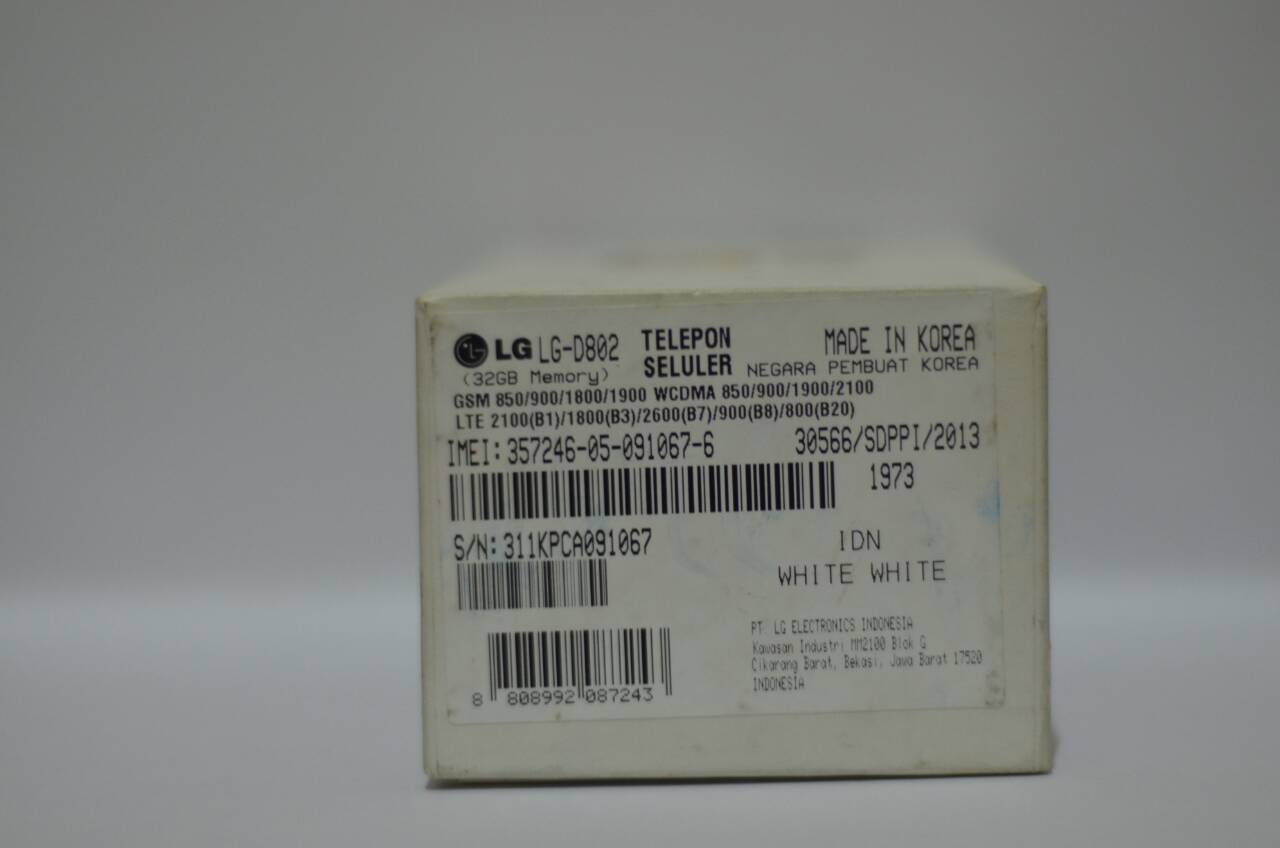 LG LG-D802 TELEPON SELULER MADE IN KOREA
(32GB Memory) NEGARA PEMBUAT KOREA
GSM 850/900/1800/1900 WCDMA 850/900/1900/2100
LTE 2100(B1)/1800(B3)/2600(B7)/900(B8)/800(B20)
IMEI: 357246-05-091067-6 30566/SDPPI/2013
1973
S/N: 311KPCA091067
IDN
WHITE WHITE
8 808992 087243
PT. LG ELECTRONICS INDONESIA
Kawasan Industri MM2100 Blok G
Cikarang Barat, Bekasi, Jawa Barat 17520
INDONESIA